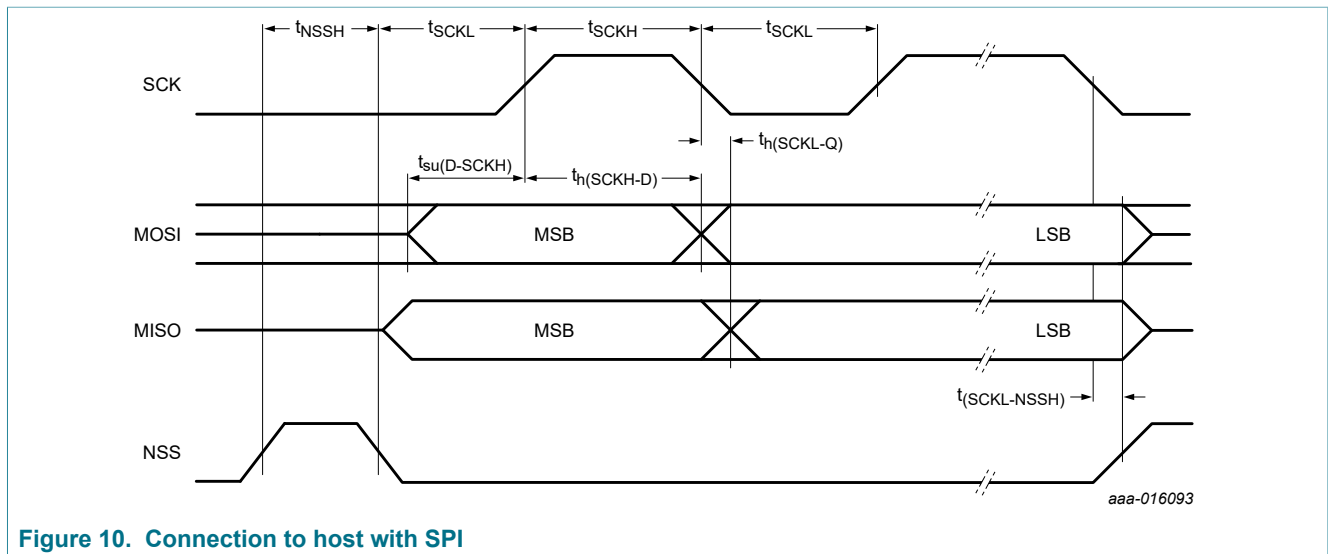 tNSSH tSCKL tSCKH tSCKL
SCK
th(SCKL-Q)
tsu(D-SCKH)
th(SCKH-D)
MOSI MSB LSB
MISO MSB LSB
t(SCKL-NSSH)
NSS
aaa-016093
Figure 10. Connection to host with SPI